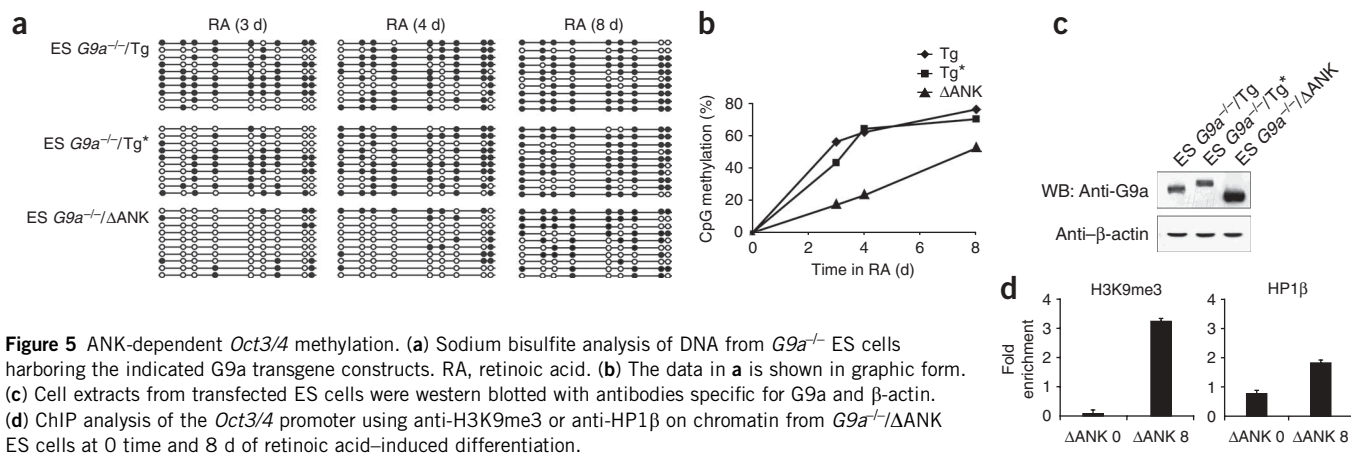 a
RA (3 d) RA (4 d) RA (8 d)
ES G9a–/–/Tg
ES G9a–/–/Tg*
ES G9a–/–/ΔANK
b
Tg
Tg*
ΔANK
CpG methylation (%)
80
60
40
20
0
0 2 4 6 8
Time in RA (d)
c
ES G9a–/–/Tg
ES G9a–/–/Tg*
ES G9a–/–/ΔANK
WB: Anti-G9a
Anti–β-actin
d
H3K9me3
Fold
enrichment
4
3
2
1
0
ΔANK 0 ΔANK 8
HP1β
4
3
2
1
0
ΔANK 0 ΔANK 8
Figure 5 ANK-dependent Oct3/4 methylation. (a) Sodium bisulfite analysis of DNA from G9a–/– ES cells
harboring the indicated G9a transgene constructs. RA, retinoic acid. (b) The data in a is shown in graphic form.
(c) Cell extracts from transfected ES cells were western blotted with antibodies specific for G9a and β-actin.
(d) ChIP analysis of the Oct3/4 promoter using anti-H3K9me3 or anti-HP1β on chromatin from G9a–/–/ΔANK
ES cells at 0 time and 8 d of retinoic acid–induced differentiation.